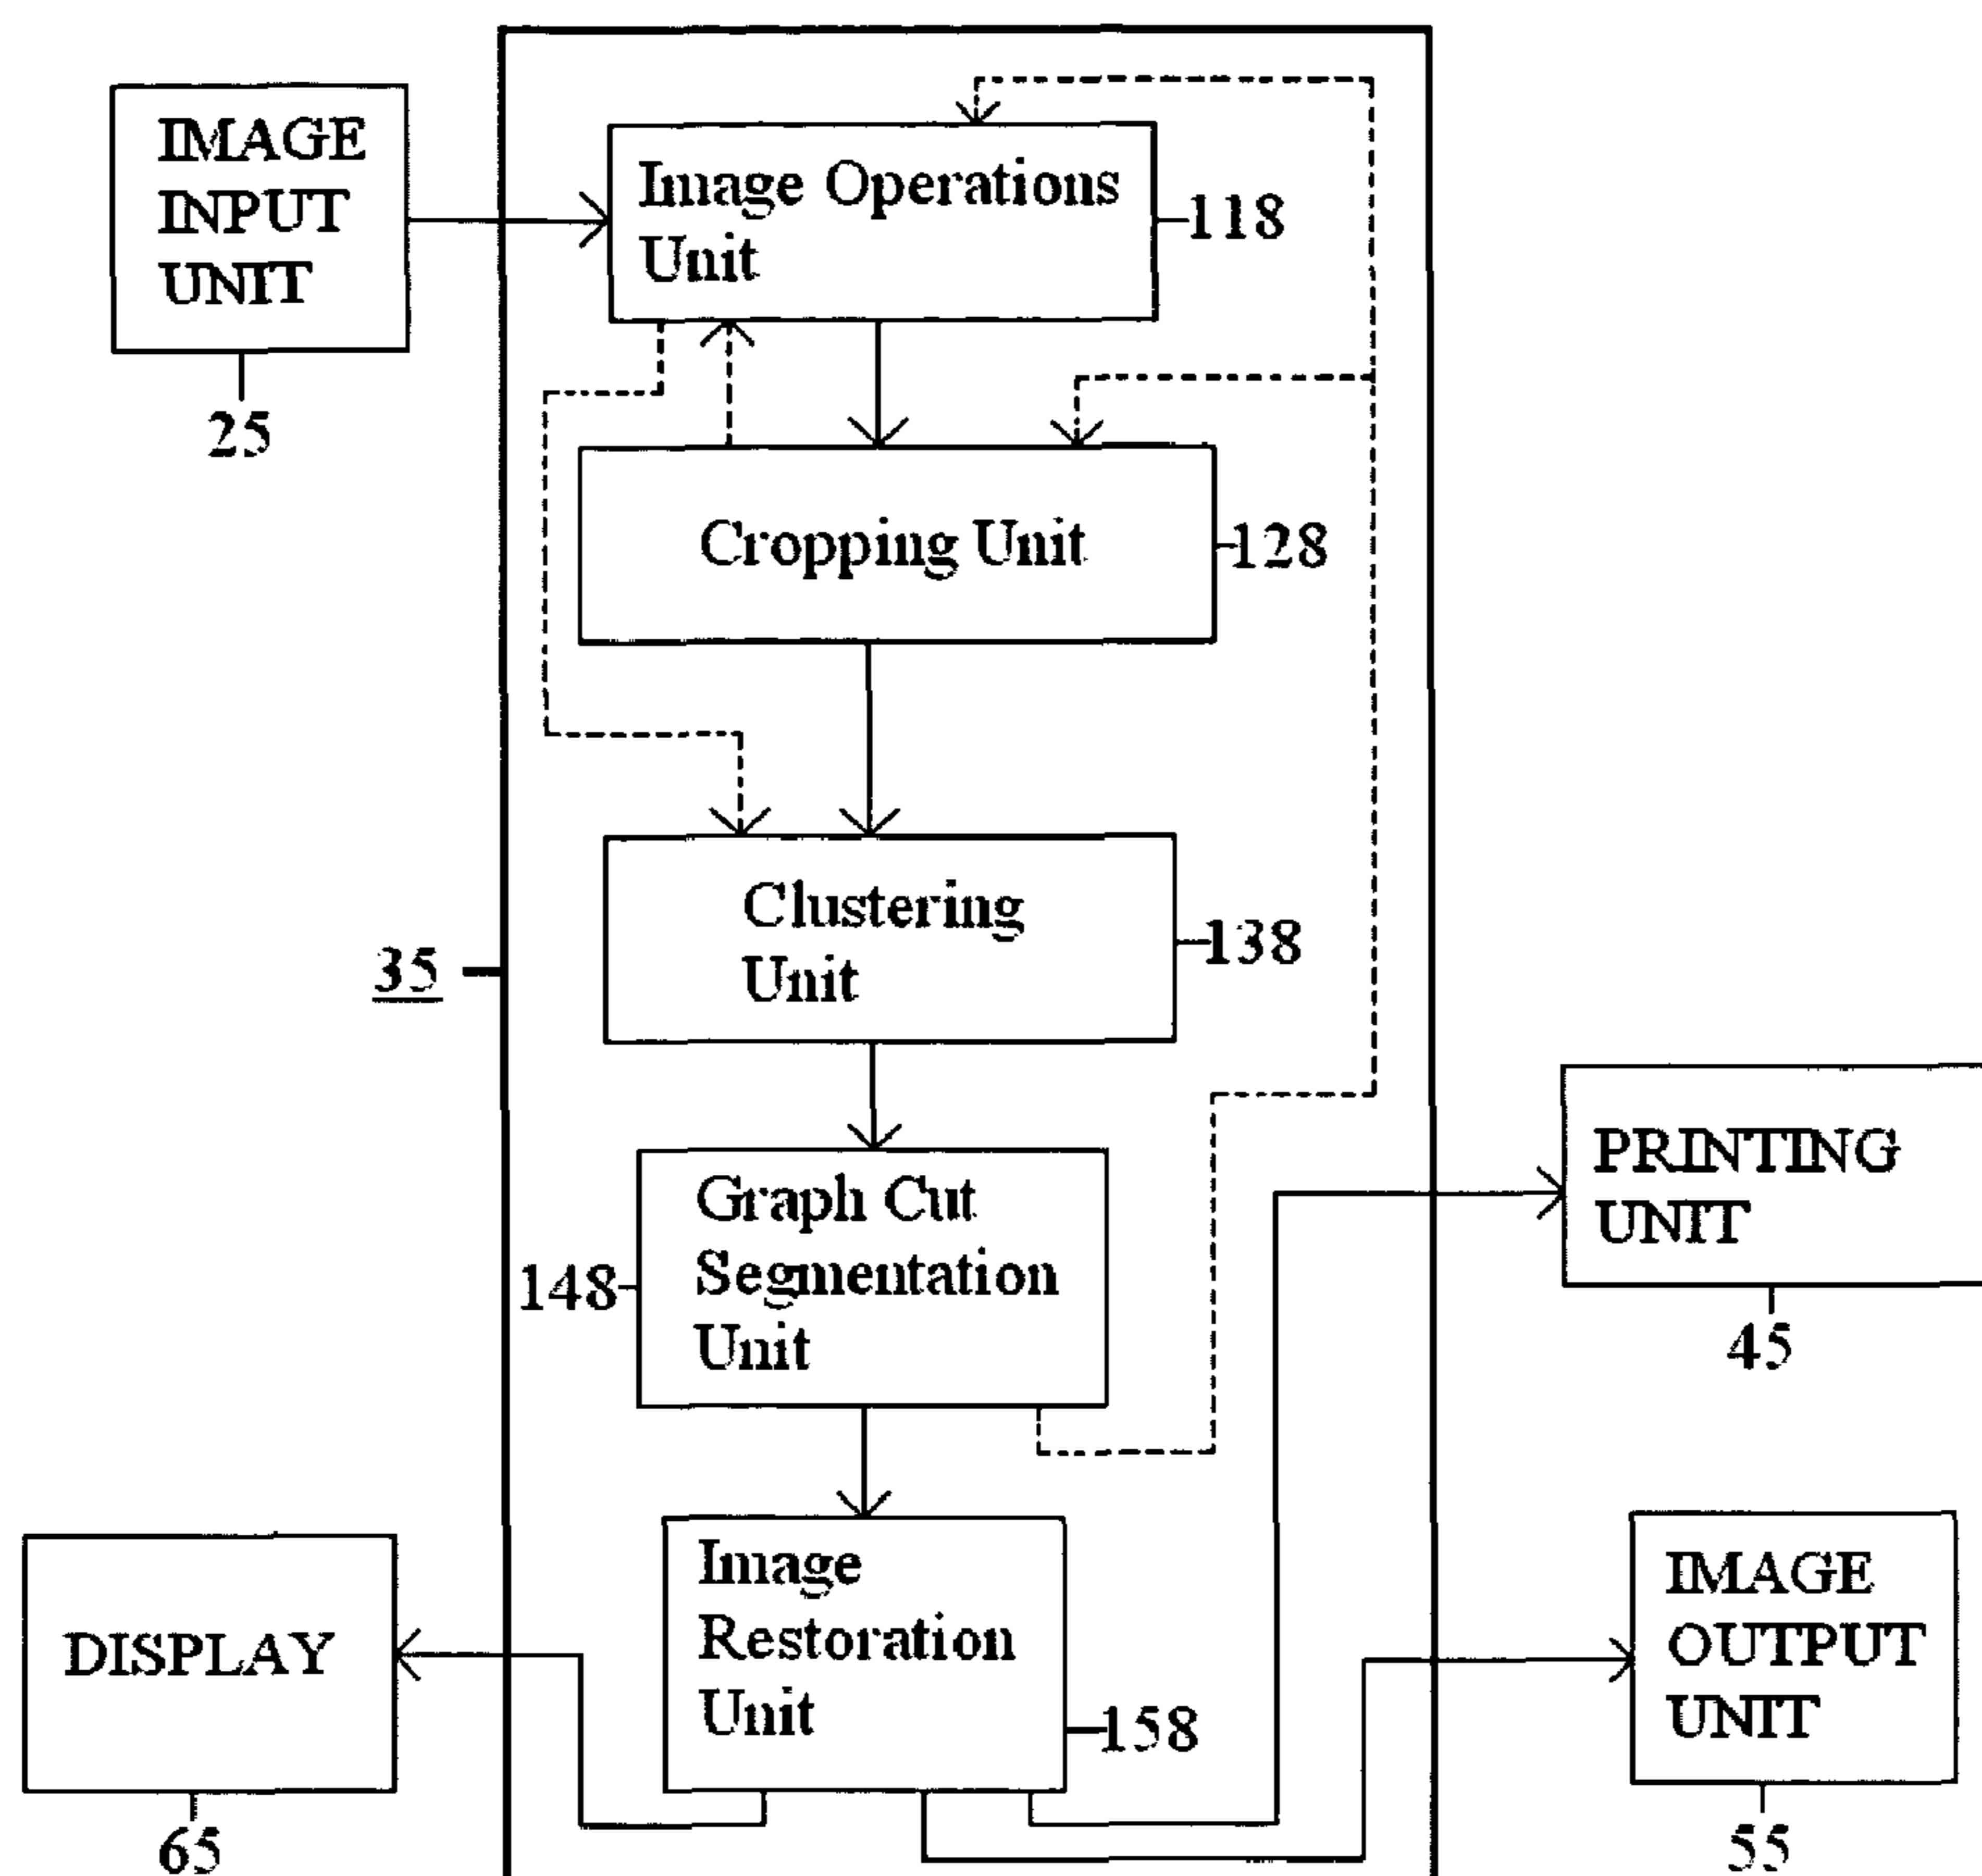 IMAGE
INPUT
UNIT
25
Image Operations
Unit
118
Cropping Unit
128
Clustering
Unit
138
35
Graph Cut
Segmentation
Unit
148
PRINTING
UNIT
45
Image
Restoration
Unit
158
DISPLAY
65
IMAGE
OUTPUT
UNIT
55